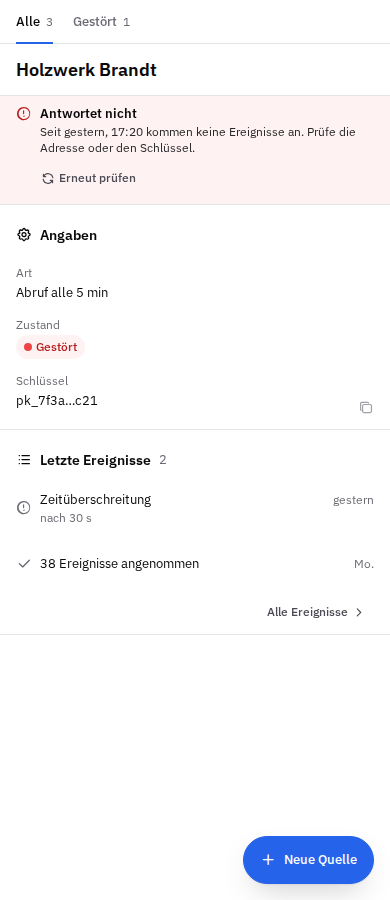 Alle 3 Gestört 1
Holzwerk Brandt
Antwortet nicht
Seit gestern, 17:20 kommen keine Ereignisse an. Prüfe die
Adresse oder den Schlüssel.
Erneut prüfen
Angaben
Art
Abruf alle 5 min
Zustand
Gestört
Schlüssel
pk_7f3a…c21
Letzte Ereignisse 2
Zeitüberschreitung gestern
nach 30 s
38 Ereignisse angenommen Mo.
Alle Ereignisse
Neue Quelle